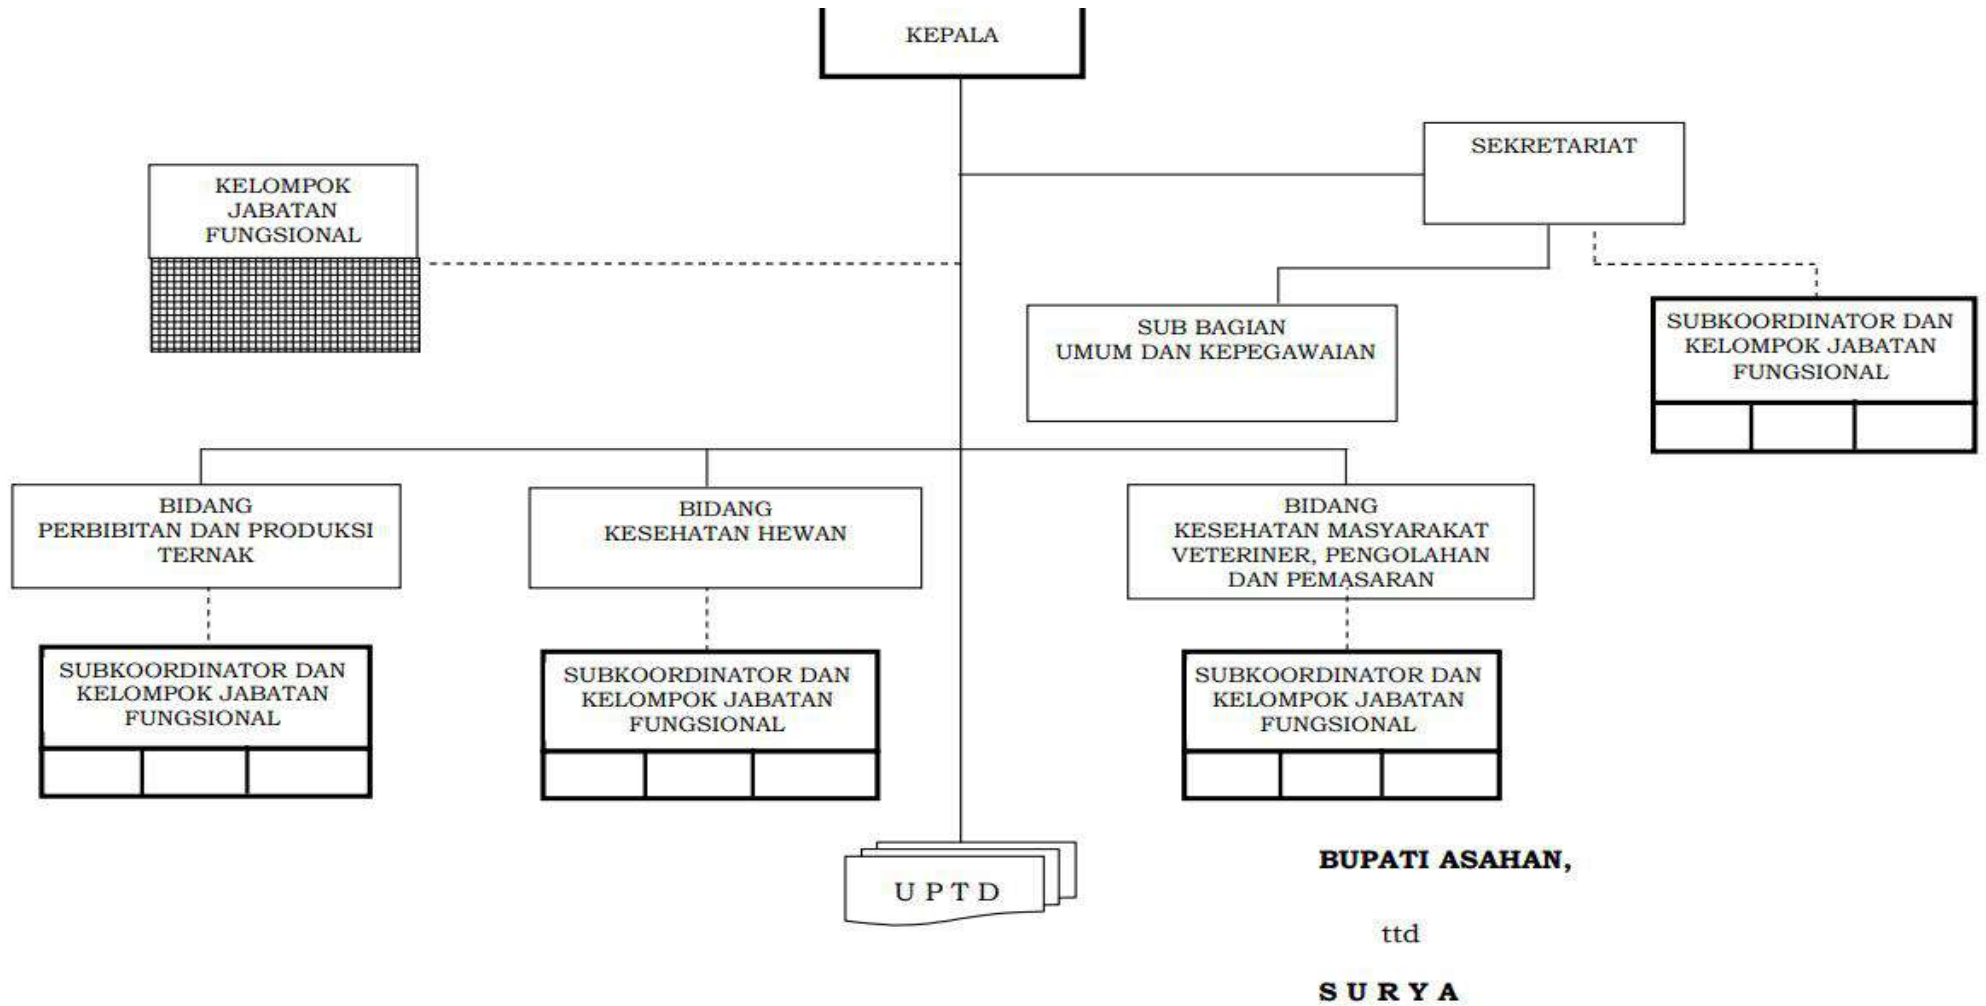 KEPALA
SEKRETARIAT
KELOMPOK
JABATAN
FUNGSIONAL
SUB BAGIAN
UMUM DAN KEPEGAWAIAN
SUBKOORDINATOR DAN
KELOMPOK JABATAN
FUNGSIONAL
BIDANG
PERBIBITAN DAN PRODUKSI
TERNAK
BIDANG
KESEHATAN HEWAN
BIDANG
KESEHATAN MASYARAKAT
VETERINER, PENGOLAHAN
DAN PEMASARAN
SUBKOORDINATOR DAN
KELOMPOK JABATAN
FUNGSIONAL
SUBKOORDINATOR DAN
KELOMPOK JABATAN
FUNGSIONAL
SUBKOORDINATOR DAN
KELOMPOK JABATAN
FUNGSIONAL
U P T D
BUPATI ASAHAN,
ttd
S U R Y A